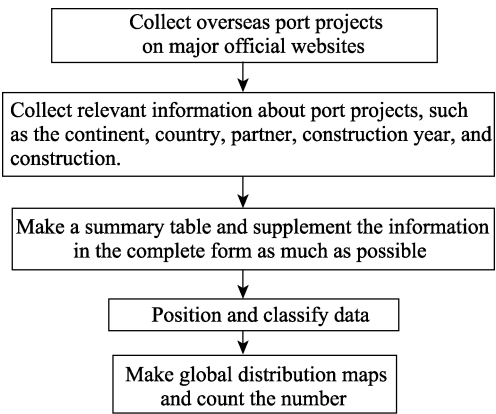 Collect overseas port projects
on major official websites
Collect relevant information about port projects, such
as the continent, country, partner, construction year, and
construction.
Make a summary table and supplement the information
in the complete form as much as possible
Position and classify data
Make global distribution maps
and count the number